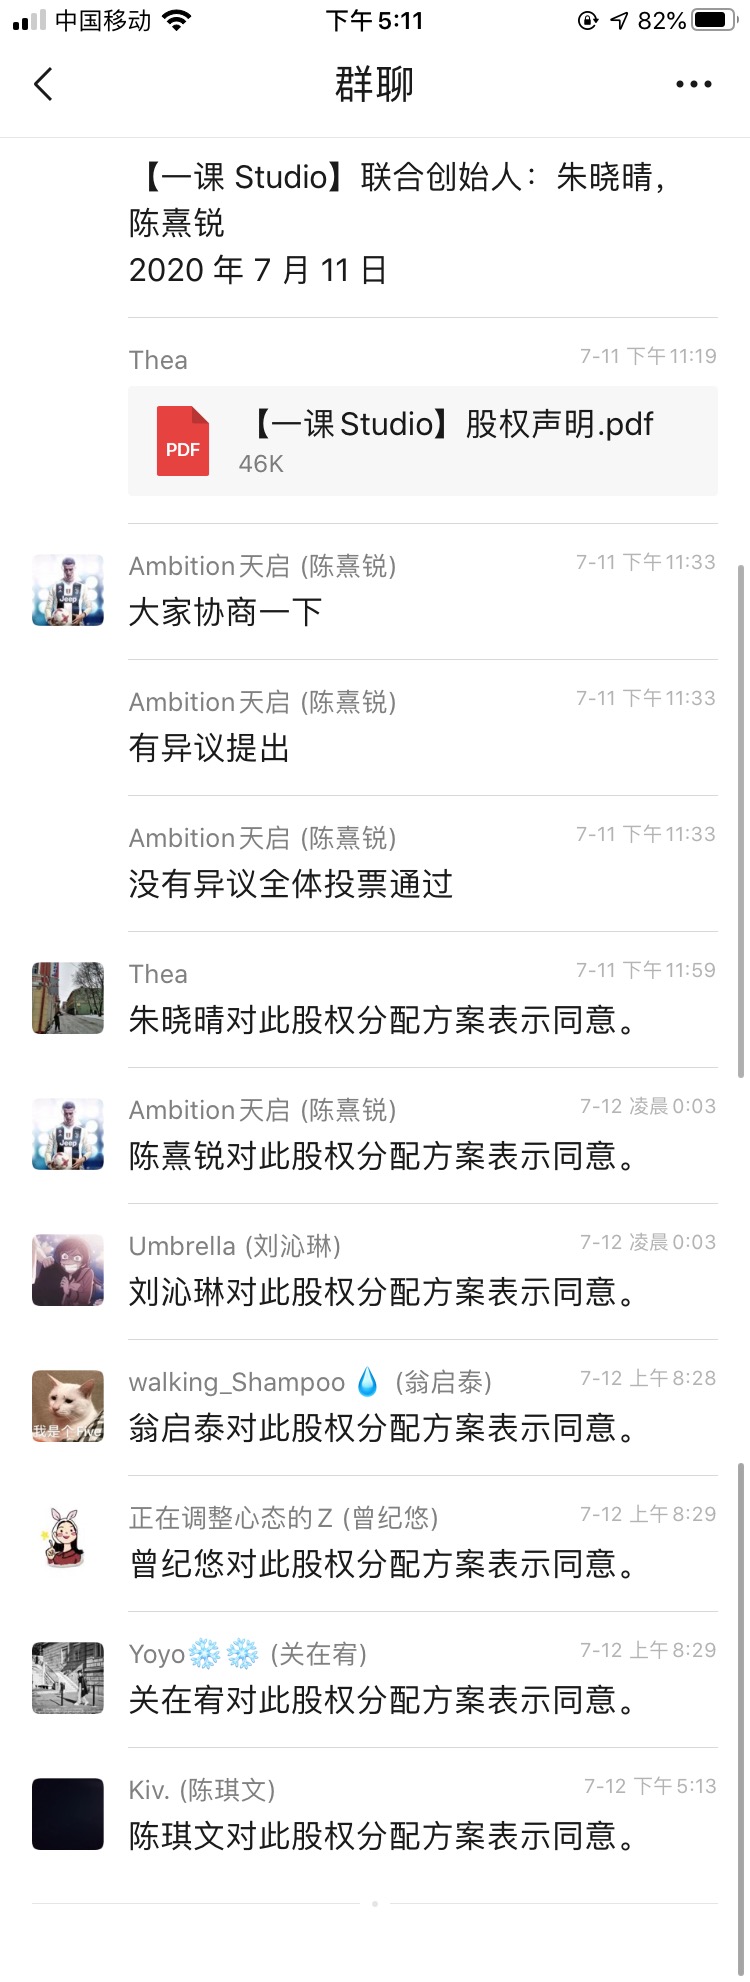 中国移动 下午5:11 82%
群聊
【一课 Studio】联合创始人：朱晓晴，
陈熹锐
2020 年 7 月 11 日
Thea 7-11 下午11:19
【一课Studio】股权声明.pdf
PDF
46K
Ambition天启 (陈熹锐) 7-11 下午11:33
大家协商一下
Ambition天启 (陈熹锐) 7-11 下午11:33
有异议提出
Ambition天启 (陈熹锐) 7-11 下午11:33
没有异议全体投票通过
Thea 7-11 下午11:59
朱晓晴对此股权分配方案表示同意。
Ambition天启 (陈熹锐) 7-12 凌晨0:03
陈熹锐对此股权分配方案表示同意。
Umbrella (刘沁琳) 7-12 凌晨0:03
刘沁琳对此股权分配方案表示同意。
walking_Shampoo💧 (翁启泰) 7-12 上午8:28
我是个Five
翁启泰对此股权分配方案表示同意。
正在调整心态的Z (曾纪悠) 7-12 上午8:29
曾纪悠对此股权分配方案表示同意。
Yoyo❄️❄️ (关在宥) 7-12 上午8:29
关在宥对此股权分配方案表示同意。
Kiv. (陈琪文) 7-12 下午5:13
陈琪文对此股权分配方案表示同意。